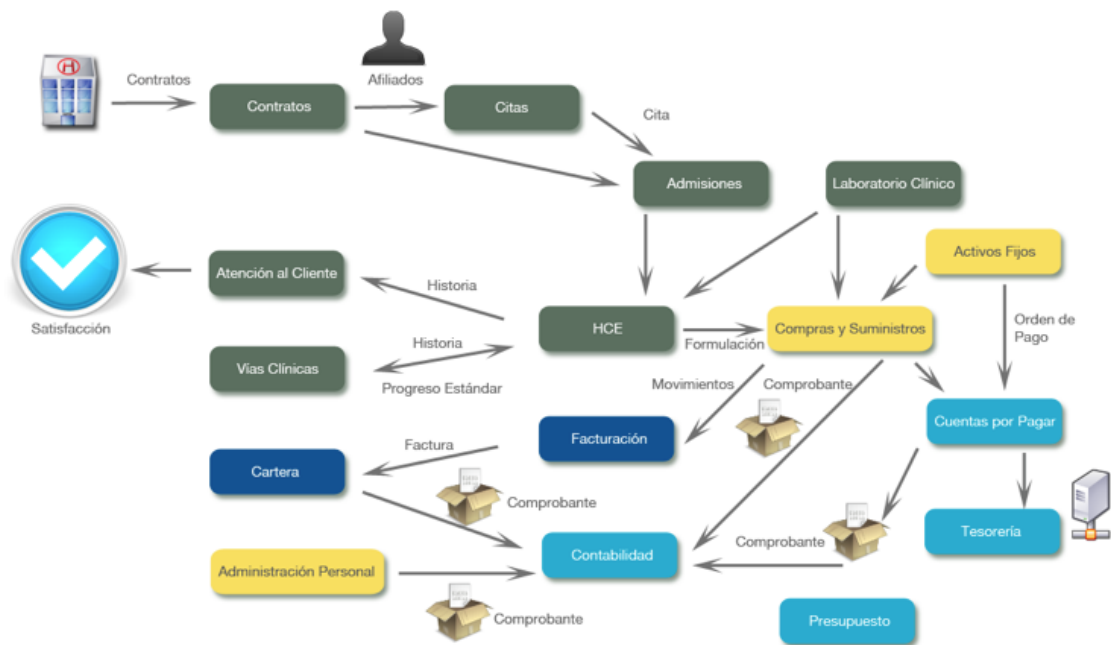 Contratos
Afiliados
Contratos
Citas
Cita
Admisiones
Laboratorio Clínico
Activos Fijos
Atención al Cliente
Satisfacción
Historia
HCE
Formulación
Compras y Suministros
Orden de
Pago
Historia
Vías Clínicas
Progreso Estándar
Movimientos
Comprobante
Cuentas por Pagar
Facturación
Factura
Cartera
Comprobante
Tesorería
Comprobante
Contabilidad
Administración Personal
Comprobante
Presupuesto